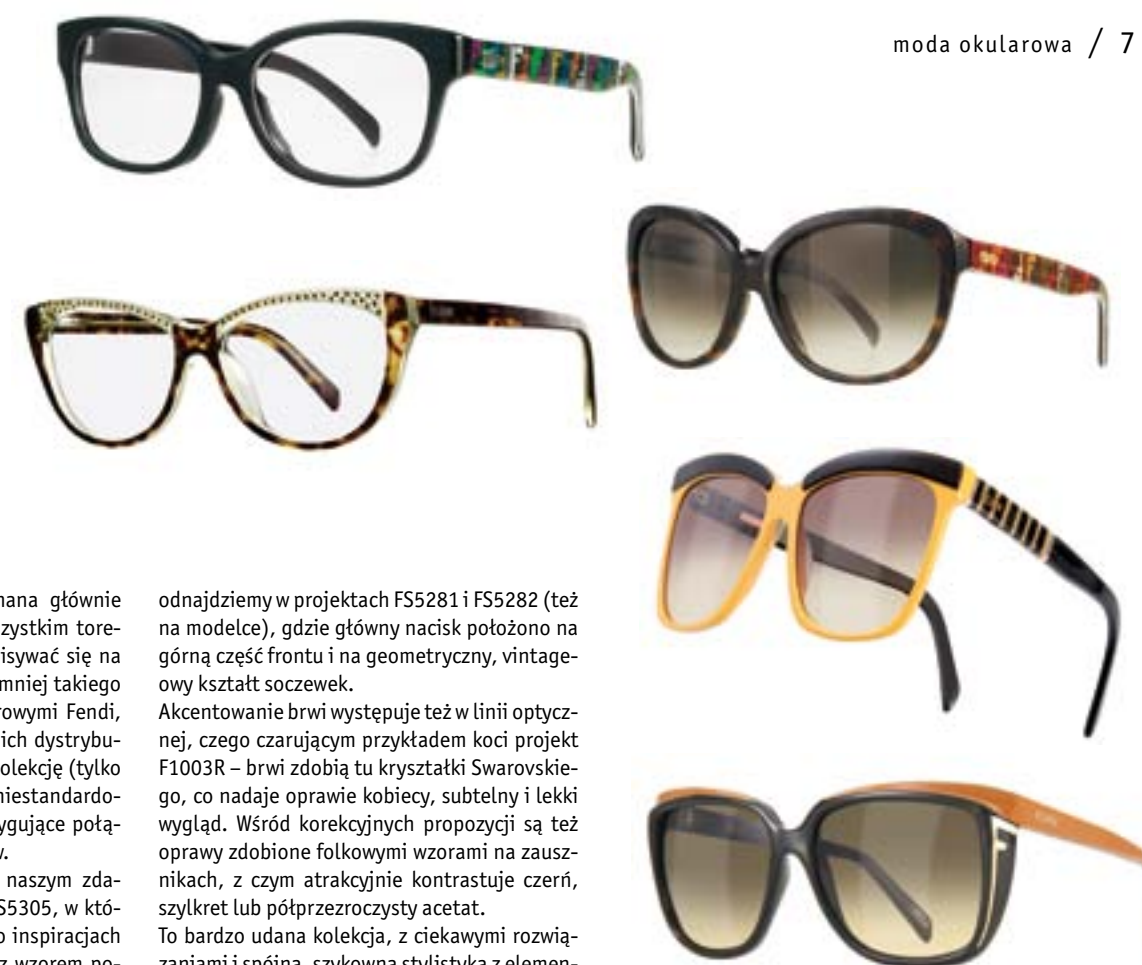 moda okularowa / 7
nana głównie
zystkim tore-
isywać się na
mniej takiego
rowymi Fendi,
ich dystrybu-
olekcję (tylko
niestandardo-
ygujące połą-
w.
naszym zda-
S5305, w któ-
o inspiracjach
z wzorem po-
odnajdziemy w projektach FS5281 i FS5282 (też
na modelce), gdzie główny nacisk położono na
górną część frontu i na geometryczny, vintage-
owy kształt soczewek.
Akcentowanie brwi występuje też w linii optycz-
nej, czego czarującym przykładem koci projekt
F1003R – brwi zdobią tu kryształki Swarovskie-
go, co nadaje oprawie kobiecy, subtelny i lekki
wygląd. Wśród korekcyjnych propozycji są też
oprawy zdobione folkowymi wzorami na zausz-
nikach, z czym atrakcyjnie kontrastuje czerń,
szylkret lub półprzezroczysty acetat.
To bardzo udana kolekcja, z ciekawymi rozwią-
zaniami i spójną, szykowną stylistyką z elemen-